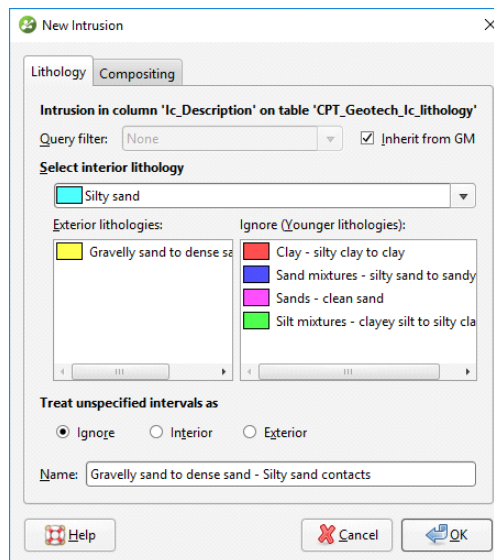 New Intrusion
Lithology Compositing
Intrusion in column 'Ic_Description' on table 'CPT_Geotech_Ic_lithology'
Query filter: None Inherit from GM
Select interior lithology
Silty sand
Exterior lithologies: Ignore (Younger lithologies):
Gravelly sand to dense sa Clay - silty clay to clay
Sand mixtures - silty sand to sandy
Sands - clean sand
Silt mixtures - clayey silt to silty cla
Treat unspecified intervals as
Ignore Interior Exterior
Name: Gravelly sand to dense sand - Silty sand contacts
Help Cancel OK